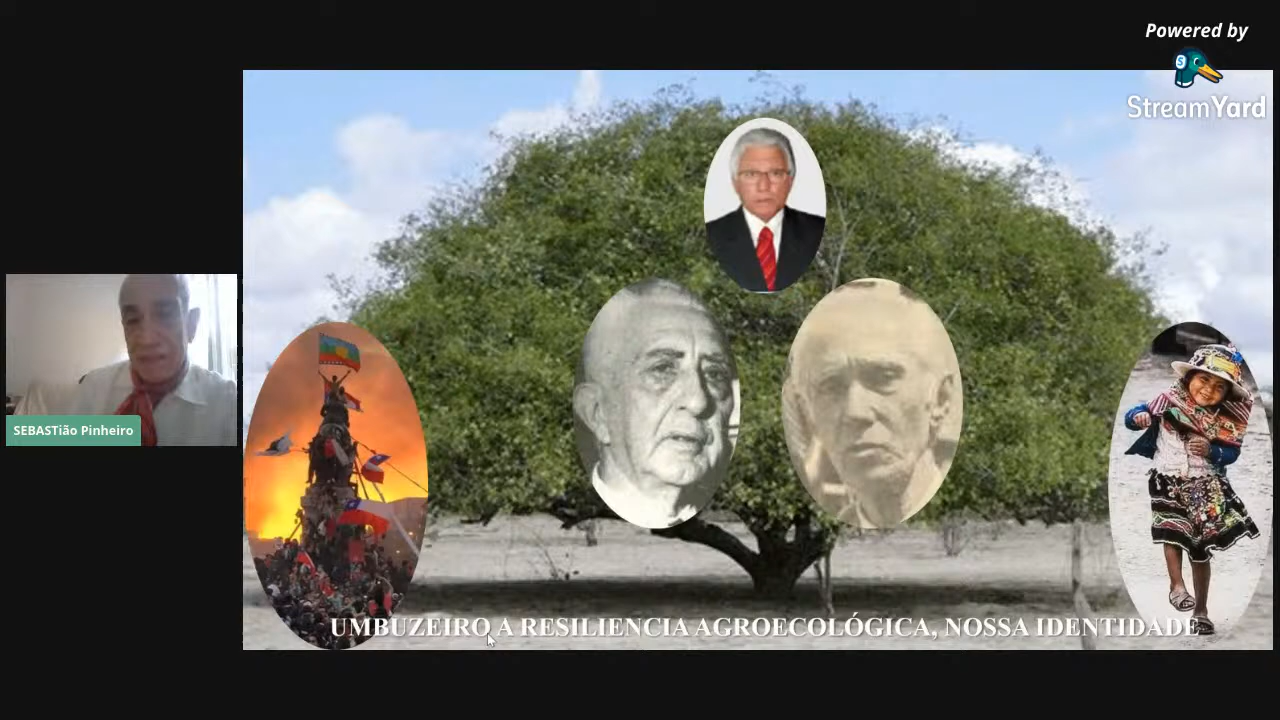 Powered by
StreamYard
SEBASTião Pinheiro
UMBUZEIRO A RESILIENCIA AGROECOLÓGICA, NOSSA IDENTIDADE